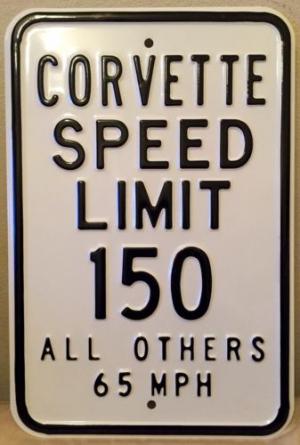 CORVETTE
SPEED
LIMIT
150
ALL OTHERS
65 MPH